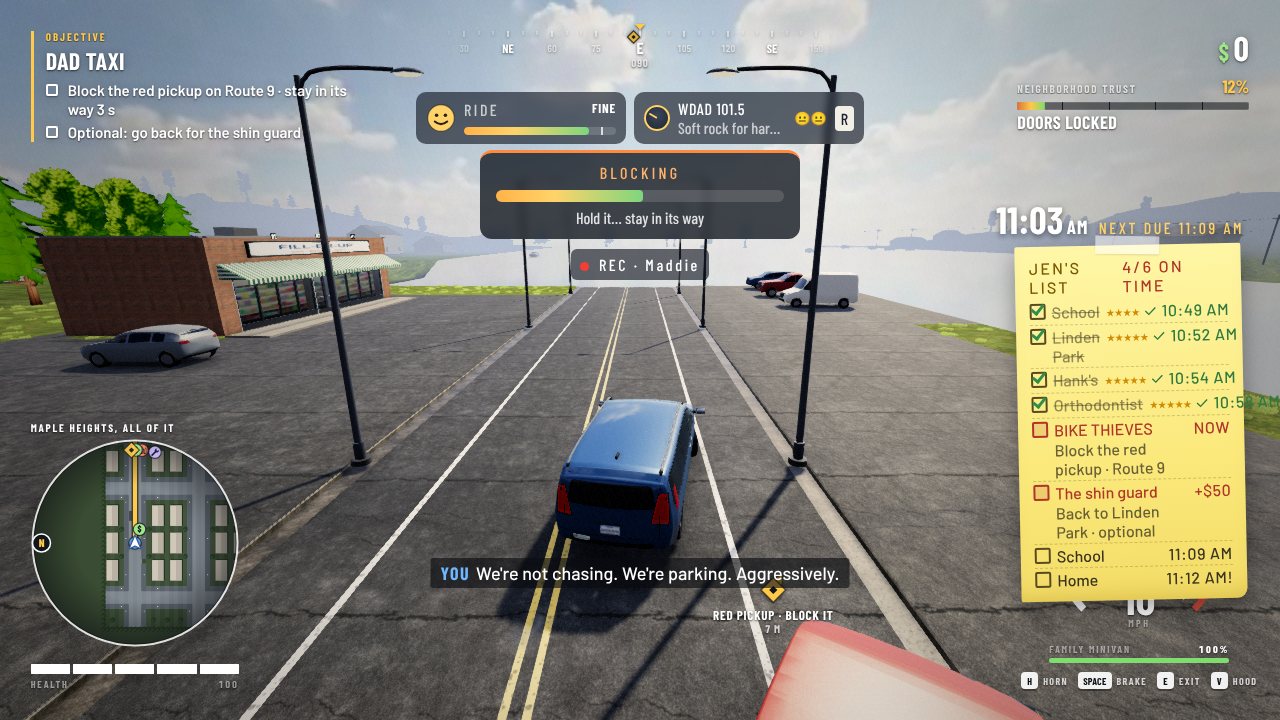 OBJECTIVE
DAD TAXI
Block the red pickup on Route 9 · stay in its
way 3 s
Optional: go back for the shin guard
30 NE 60 75 E 105 120 SE 150
090
RIDE FINE
WDAD 101.5
Soft rock for har...
R
BLOCKING
Hold it... stay in its way
REC · Maddie
$ 0
NEIGHBORHOOD TRUST 12%
DOORS LOCKED
11:03 AM NEXT DUE 11:09 AM
JEN'S
LIST
4/6 ON
TIME
School ★★★★ ✓ 10:49 AM
Linden
Park
★★★★★ ✓ 10:52 AM
Hank's ★★★★★ ✓ 10:54 AM
Orthodontist ★★★★★ ✓ 10:58 AM
BIKE THIEVES NOW
Block the red
pickup · Route 9
The shin guard +$50
Back to Linden
Park · optional
School 11:09 AM
Home 11:12 AM!
MAPLE HEIGHTS, ALL OF IT
N
$
HEALTH 100
YOU We're not chasing. We're parking. Aggressively.
RED PICKUP · BLOCK IT
7 M
MPH
FAMILY MINIVAN 100%
H HORN SPACE BRAKE E EXIT V HOOD